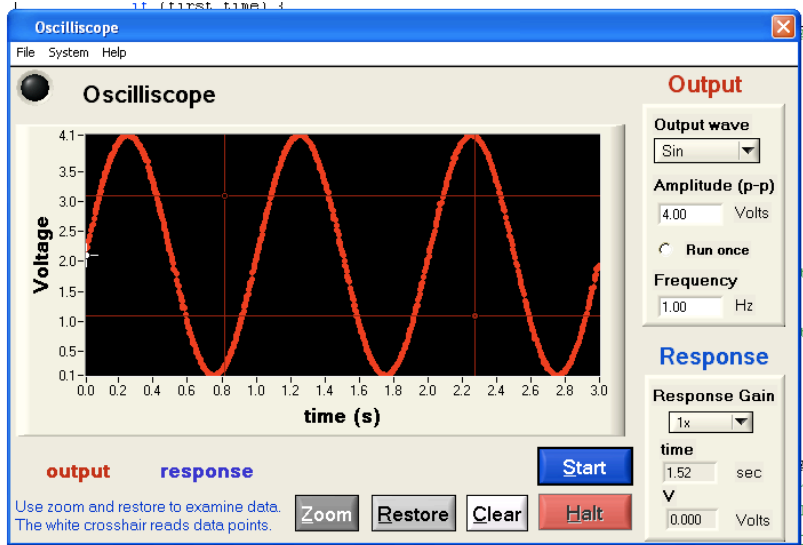 if (first time) {
Oscilliscope
File System Help
Oscilliscope
Output
Output wave
Sin
Amplitude (p-p)
4.00 Volts
Run once
Frequency
1.00 Hz
Voltage
4.1
3.5
3.0
2.5
2.0
1.5
1.0
0.5
0.1
0.0 0.2 0.4 0.6 0.8 1.0 1.2 1.4 1.6 1.8 2.0 2.2 2.4 2.6 2.8 3.0
time (s)
Response
Response Gain
1x
time
1.52 sec
V
0.000 Volts
output response
Start
Use zoom and restore to examine data.
The white crosshair reads data points.
Zoom Restore Clear Halt